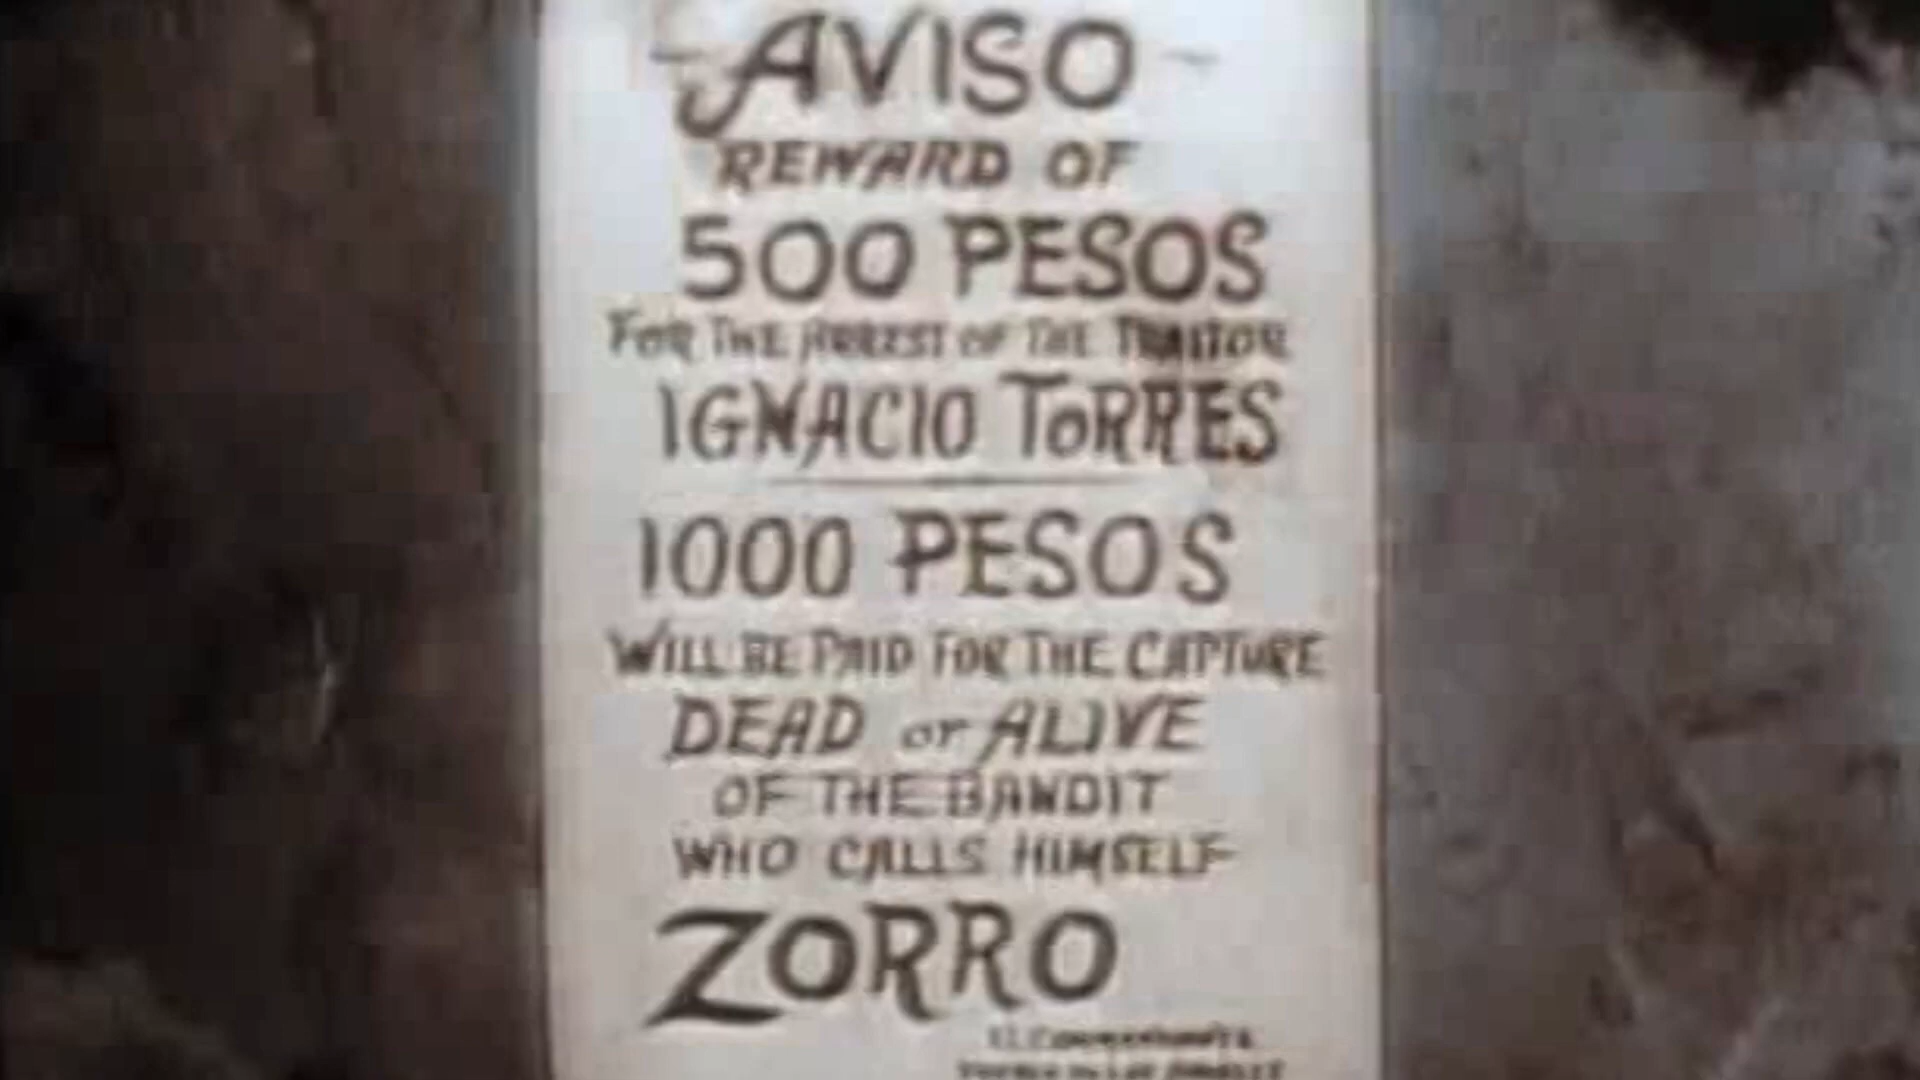 AVISO
REWARD OF
500 PESOS
FOR THE ARREST OF THE TRAITOR
IGNACIO TORRES
1000 PESOS
WILL BE PAID FOR THE CAPTURE
DEAD or ALIVE
OF THE BANDIT
WHO CALLS HIMSELF
ZORRO